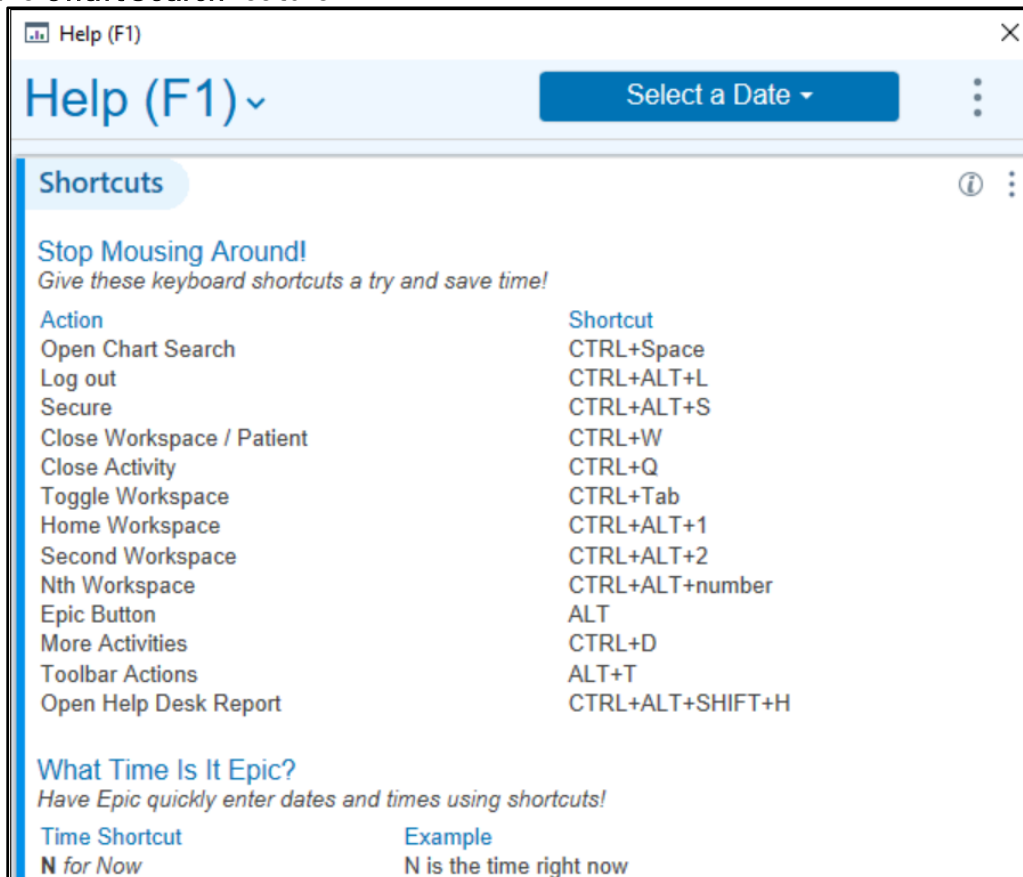 Help (F1)
Help (F1)
Select a Date
Shortcuts
Stop Mousing Around!
Give these keyboard shortcuts a try and save time!
Action Shortcut
Open Chart Search CTRL+Space
Log out CTRL+ALT+L
Secure CTRL+ALT+S
Close Workspace / Patient CTRL+W
Close Activity CTRL+Q
Toggle Workspace CTRL+Tab
Home Workspace CTRL+ALT+1
Second Workspace CTRL+ALT+2
Nth Workspace CTRL+ALT+number
Epic Button ALT
More Activities CTRL+D
Toolbar Actions ALT+T
Open Help Desk Report CTRL+ALT+SHIFT+H
What Time Is It Epic?
Have Epic quickly enter dates and times using shortcuts!
Time Shortcut Example
N for Now N is the time right now